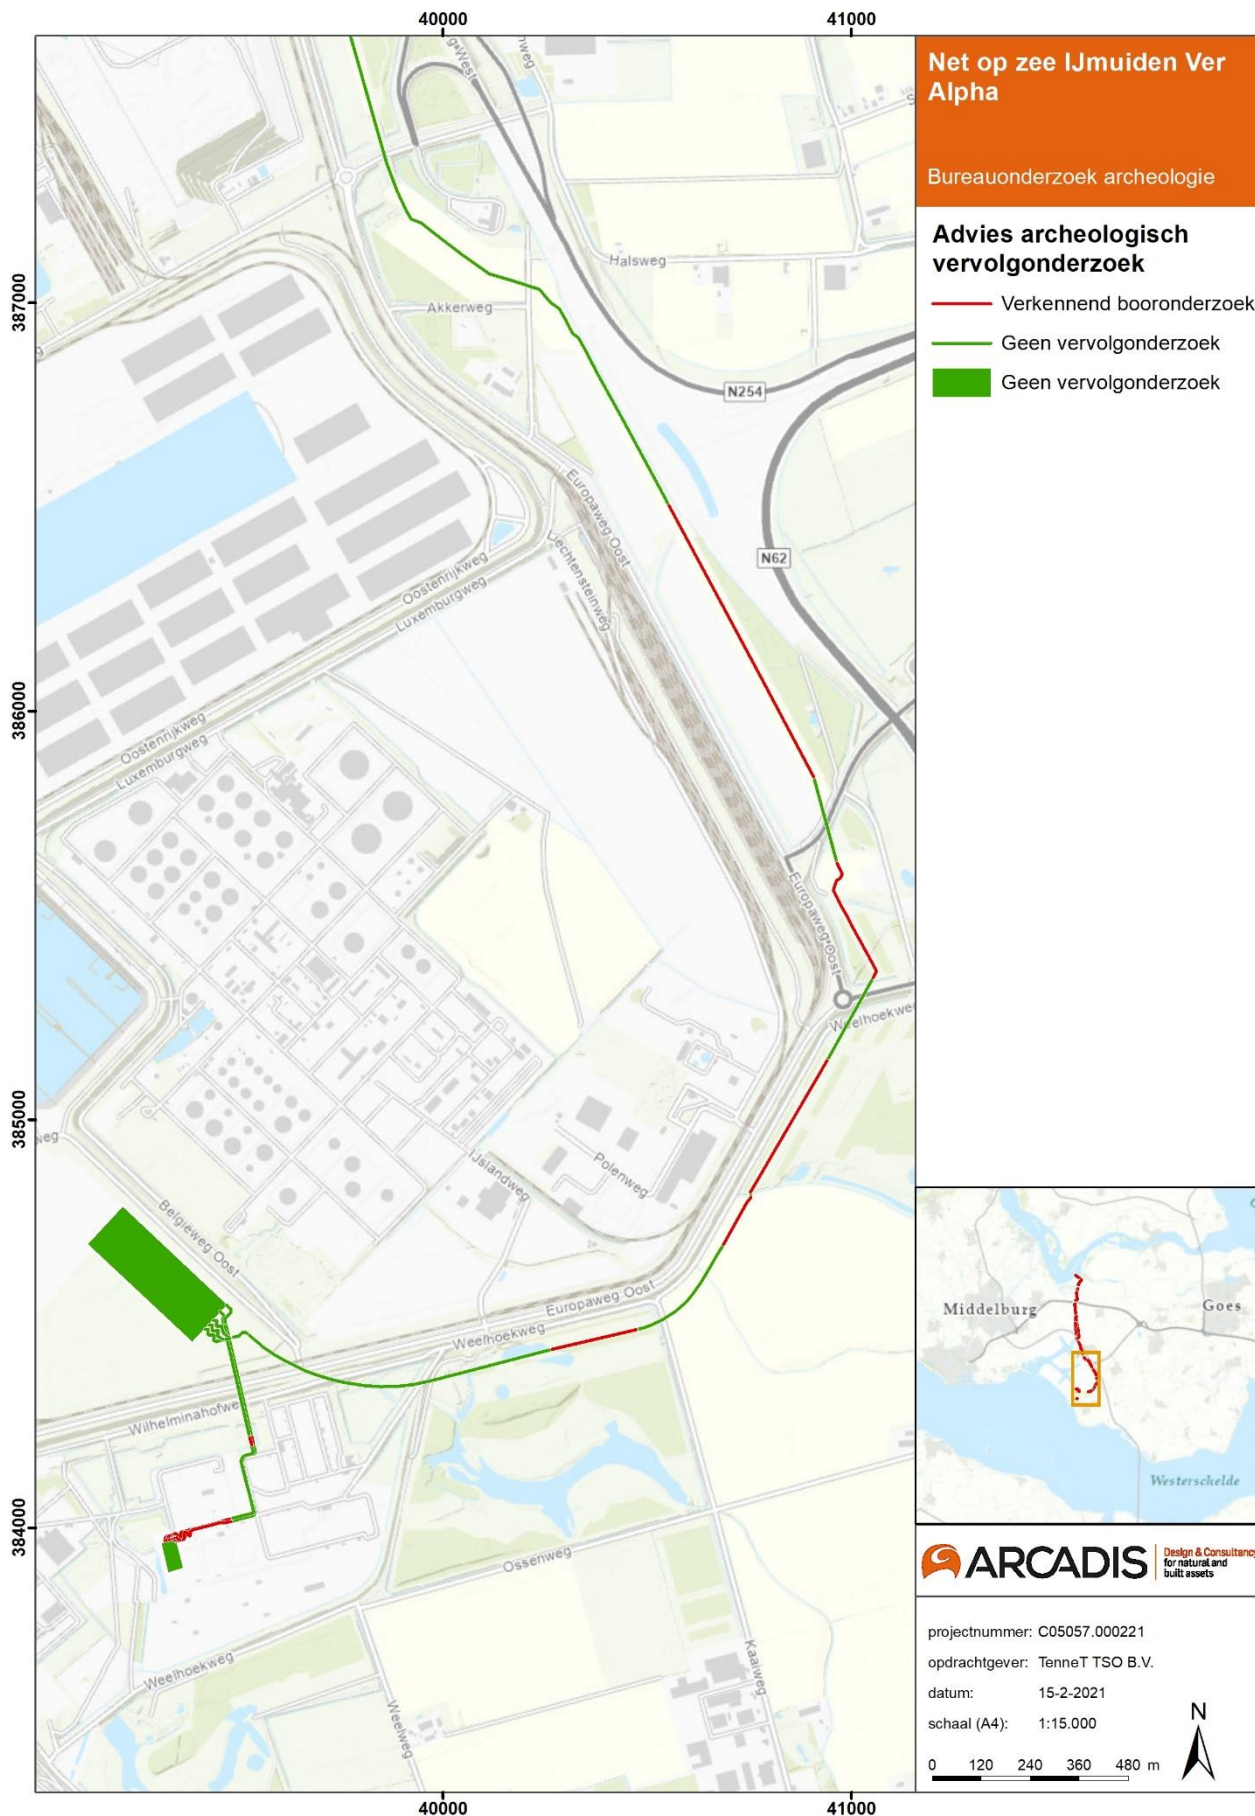 40000
41000
Net op zee IJmuiden Ver
Alpha
Bureauonderzoek archeologie
Advies archeologisch
vervolgonderzoek
Verkennend booronderzoek
Geen vervolgonderzoek
Geen vervolgonderzoek
387000
386000
385000
384000
g-West
Halsweg
Akkerweg
N254
Europaweg Oost
N62
Liechtensteinweg
Oostenrijkweg
Luxemburgweg
Oostenrijkweg
Luxemburgweg
Europaweg Oost
Weelhoekweg
weg
IJslandweg
Polenweg
Belgieweg Oost
Europaweg Oost
Weelhoekweg
Wilhelminahofwe
Ossenweg
Weelhoekweg
Weelweg
Kaaiweg
Middelburg
Goes
Westerschelde
ARCADIS
Design & Consultancy
for natural and
built assets
projectnummer: C05057.000221
opdrachtgever: TenneT TSO B.V.
datum: 15-2-2021
schaal (A4): 1:15.000
N
0 120 240 360 480 m
40000
41000